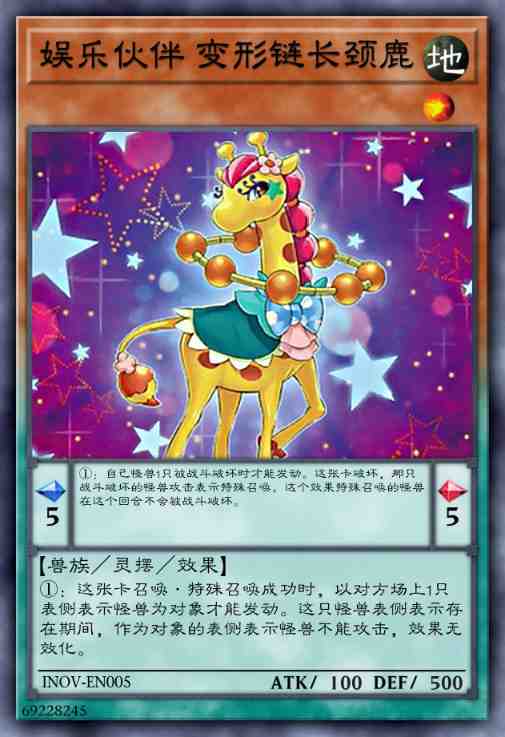 娱乐伙伴 变形链长颈鹿 地
①：自己怪兽1只被战斗破坏时才能发动。这张卡破坏，那只
战斗破坏的怪兽攻击表示特殊召唤。这个效果特殊召唤的怪兽
在这个回合不会被战斗破坏。
5
5
【兽族／灵摆／效果】
①：这张卡召唤·特殊召唤成功时，以对方场上1只
表侧表示怪兽为对象才能发动。这只怪兽表侧表示存
在期间，作为对象的表侧表示怪兽不能攻击，效果无
效化。
INOV-EN005 ATK/ 100 DEF/ 500
69228245